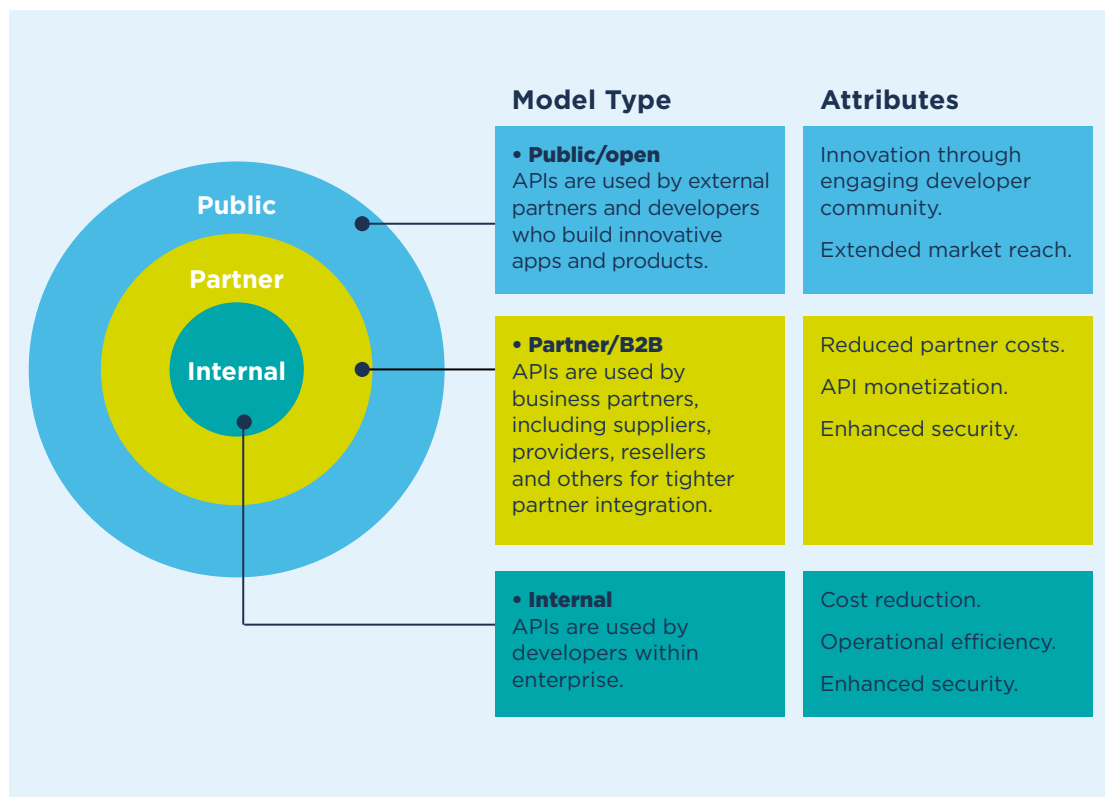 Public
Partner
Internal
Model Type
Attributes
• Public/open
APIs are used by external
partners and developers
who build innovative
apps and products.
Innovation through
engaging developer
community.
Extended market reach.
• Partner/B2B
APIs are used by
business partners,
including suppliers,
providers, resellers
and others for tighter
partner integration.
Reduced partner costs.
API monetization.
Enhanced security.
• Internal
APIs are used by
developers within
enterprise.
Cost reduction.
Operational efficiency.
Enhanced security.